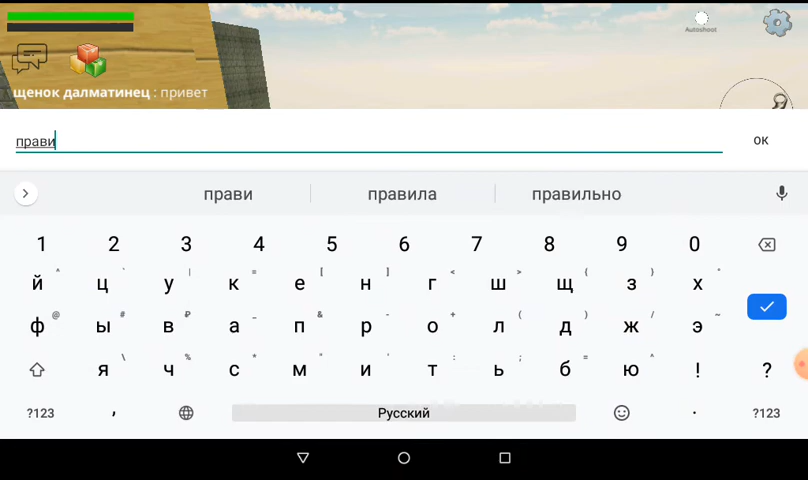 Autoshoot
щенок далматинец : привет
прави
ок
прави правила правильно
1 2 3 4 5 6 7 8 9 0
й ^ ц ` у | к = е [ н ] г < ш > щ { з } х °
ф @ ы # в ₽ а _ п & р - о + л ( д ) ж / э ~
я \ ч % с * м " и ' т : ь ; б = ю ^ ! ?
?123 , Русский . ?123